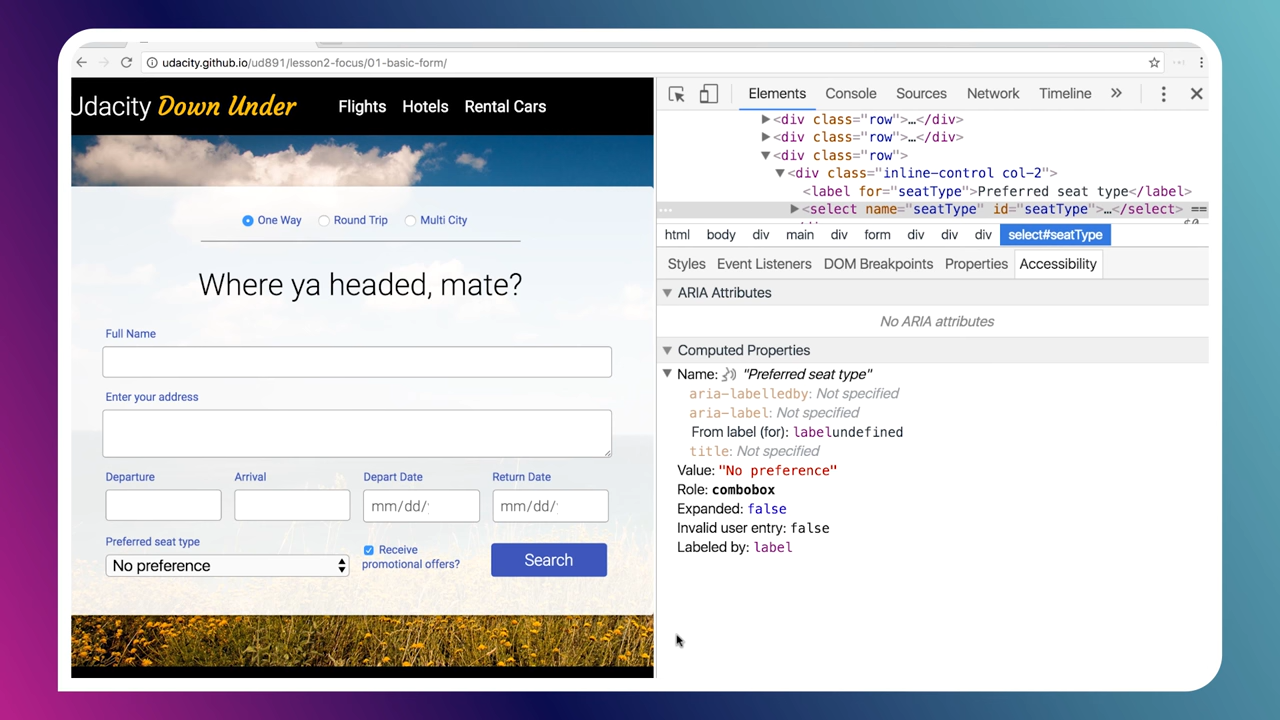 udacity.github.io/ud891/lesson2-focus/01-basic-form/
Udacity Down Under
Flights
Hotels
Rental Cars
One Way
Round Trip
Multi City
Where ya headed, mate?
Full Name
Enter your address
Departure
Arrival
Depart Date
Return Date
mm/dd/
mm/dd/
Preferred seat type
No preference
Receive
promotional offers?
Search
Elements Console Sources Network Timeline »
<div class="row">…</div>
<div class="row">…</div>
<div class="row">
<div class="inline-control col-2">
<label for="seatType">Preferred seat type</label>
… <select name="seatType" id="seatType">…</select> ==
html body div main div form div div div select#seatType
Styles Event Listeners DOM Breakpoints Properties Accessibility
ARIA Attributes
No ARIA attributes
Computed Properties
Name: "Preferred seat type"
aria-labelledby: Not specified
aria-label: Not specified
From label (for): labelundefined
title: Not specified
Value: "No preference"
Role: combobox
Expanded: false
Invalid user entry: false
Labeled by: label